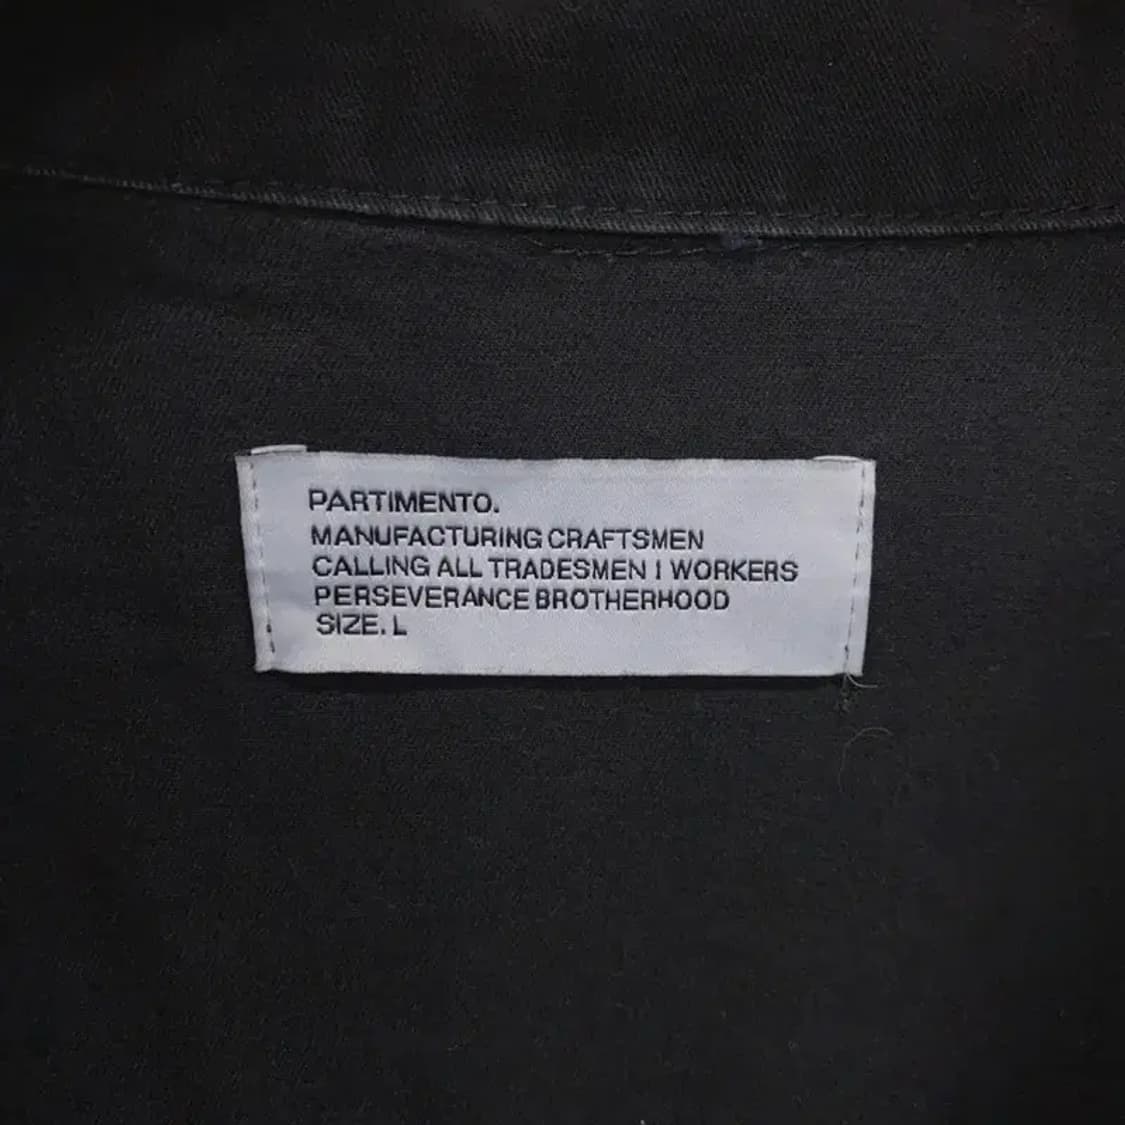 PARTIMENTO.
MANUFACTURING CRAFTSMEN
CALLING ALL TRADESMEN I WORKERS
PERSEVERANCE BROTHERHOOD
SIZE. L